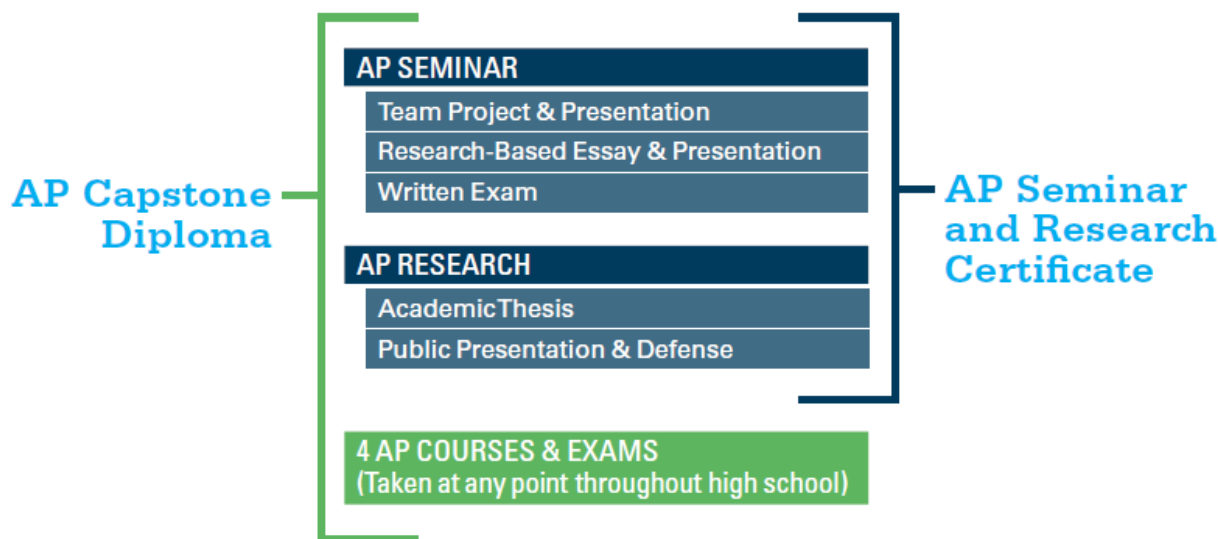 AP Capstone
Diploma
AP SEMINAR
Team Project & Presentation
Research-Based Essay & Presentation
Written Exam
AP RESEARCH
AcademicThesis
Public Presentation & Defense
4 AP COURSES & EXAMS
(Taken at any point throughout high school)
AP Seminar
and Research
Certificate